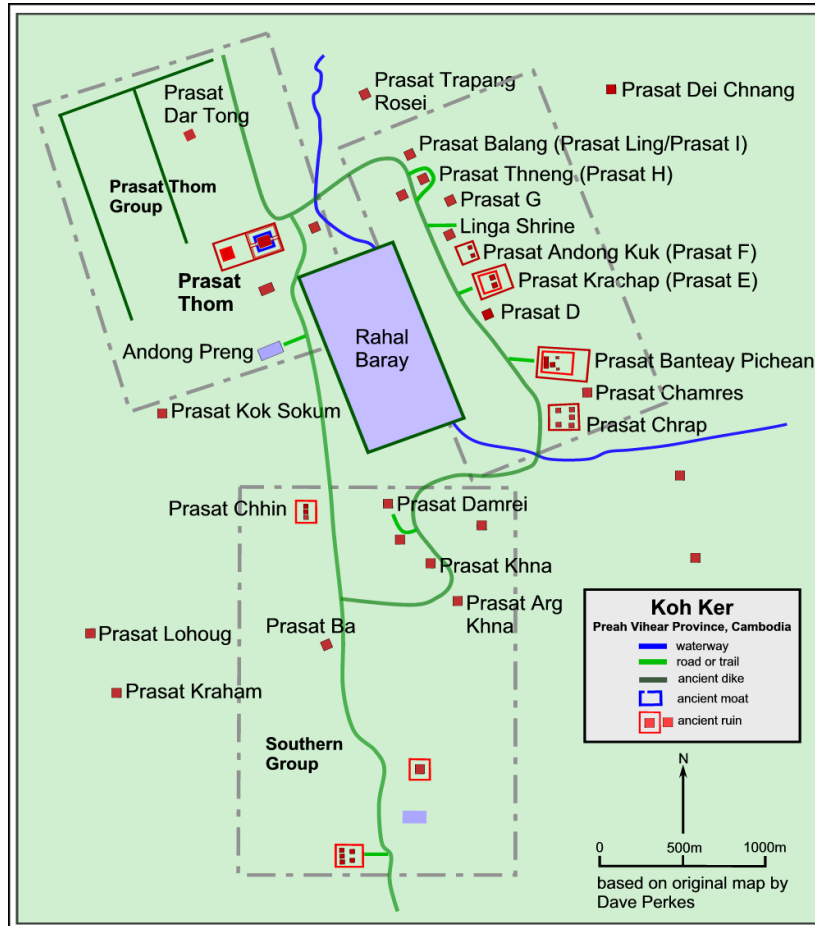 Prasat
Dar Tong
Prasat Trapang
Rosei
Prasat Dei Chnang
Prasat Balang (Prasat Ling/Prasat I)
Prasat Thom
Group
Prasat Thneng (Prasat H)
Prasat G
Linga Shrine
Prasat Andong Kuk (Prasat F)
Prasat
Thom
Prasat Krachap (Prasat E)
Prasat D
Rahal
Baray
Andong Preng
Prasat Banteay Pichean
Prasat Chamres
Prasat Kok Sokum
Prasat Chrap
Prasat Chhin
Prasat Damrei
Prasat Khna
Prasat Arg
Khna
Prasat Ba
Prasat Lohoug
Prasat Kraham
Southern
Group
Koh Ker
Preah Vihear Province, Cambodia
waterway
road or trail
ancient dike
ancient moat
ancient ruin
N
0 500m 1000m
based on original map by
Dave Perkes